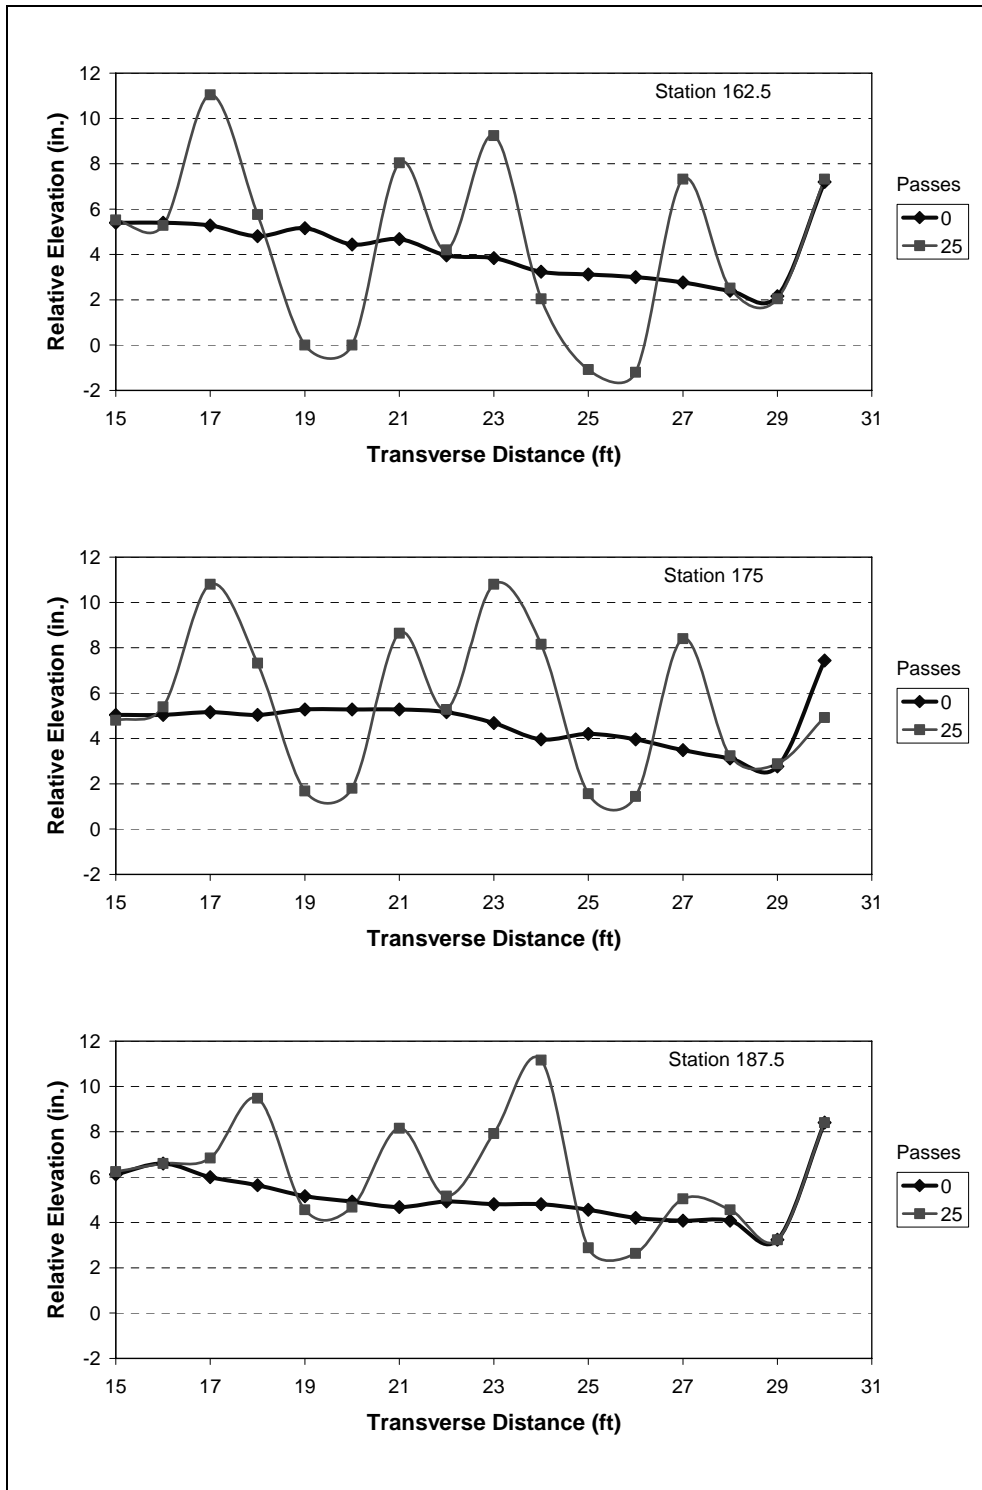 Station 162.5
12
10
8
6
4
2
0
-2
Relative Elevation (in.)
15 17 19 21 23 25 27 29 31
Transverse Distance (ft)
Passes
0
25
Station 175
12
10
8
6
4
2
0
-2
Relative Elevation (in.)
15 17 19 21 23 25 27 29 31
Transverse Distance (ft)
Passes
0
25
Station 187.5
12
10
8
6
4
2
0
-2
Relative Elevation (in.)
15 17 19 21 23 25 27 29 31
Transverse Distance (ft)
Passes
0
25